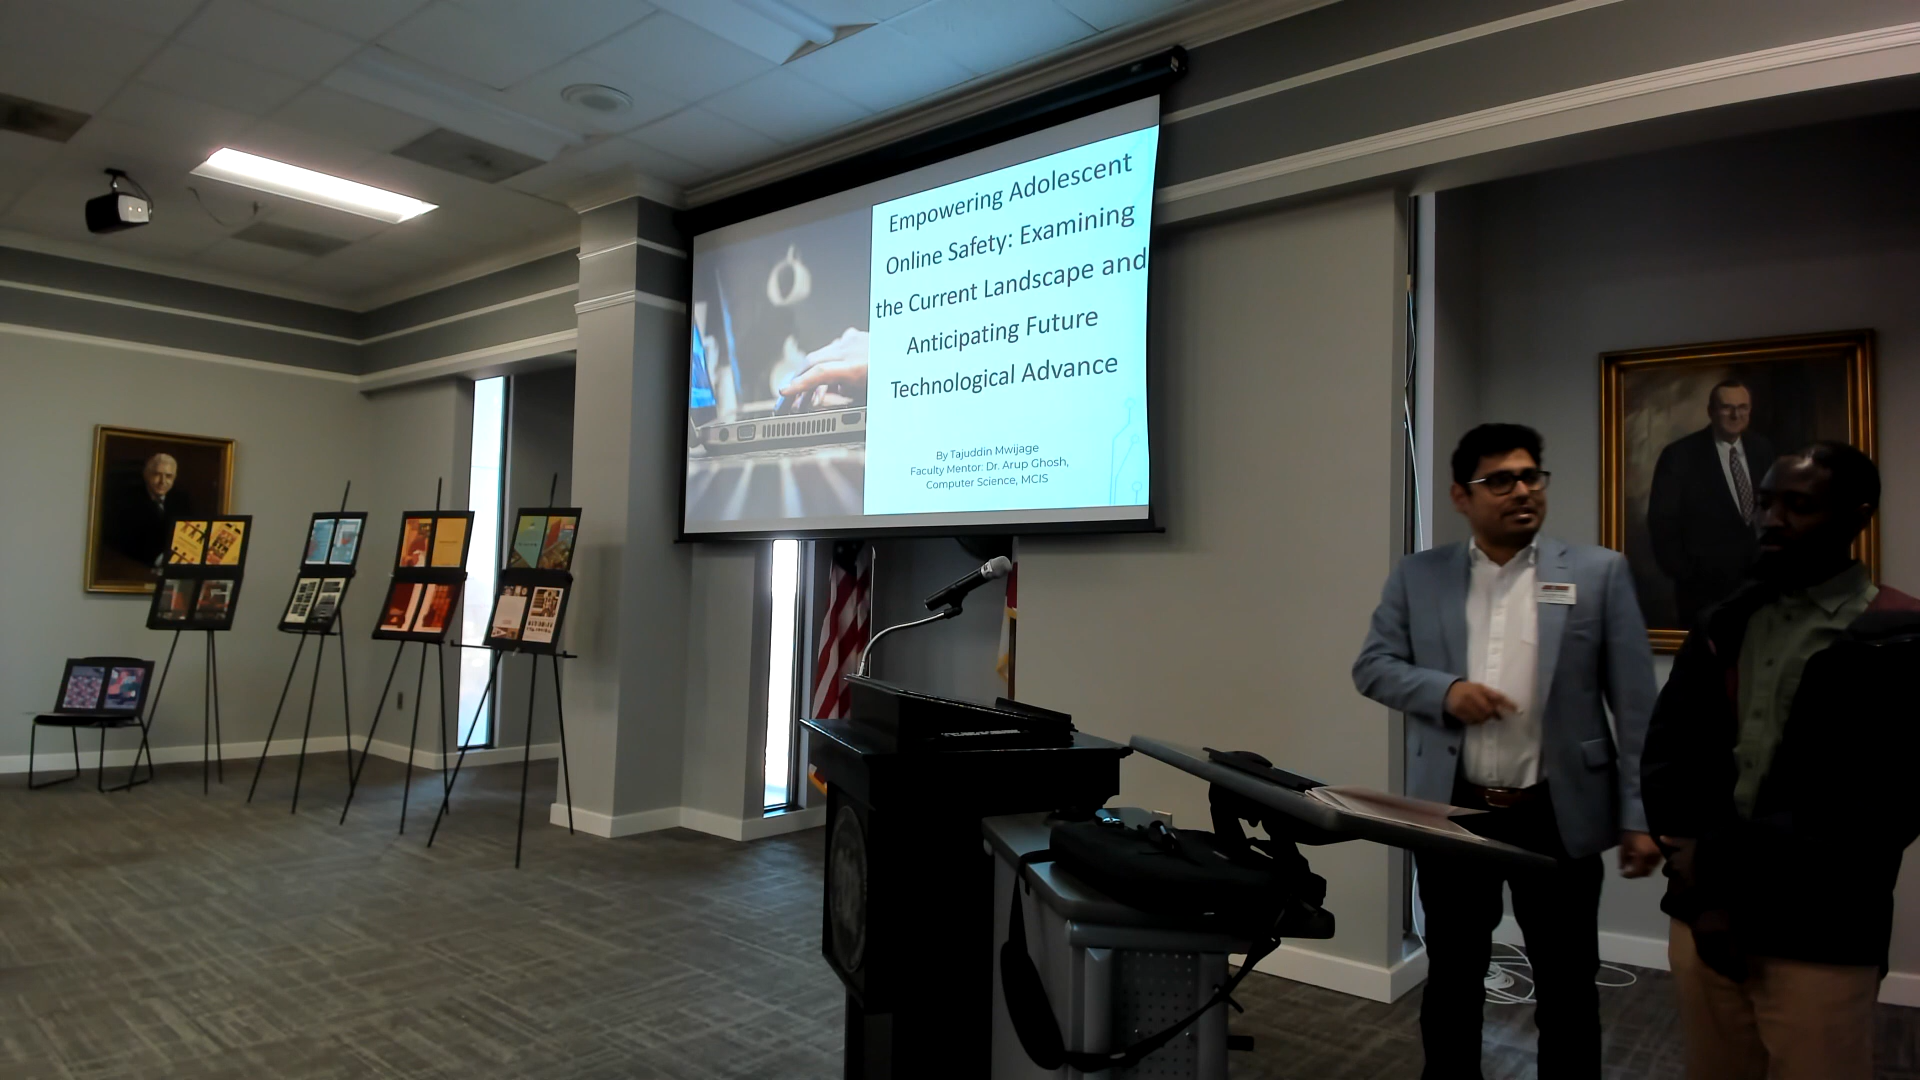 Empowering Adolescent
Online Safety: Examining
the Current Landscape and
Anticipating Future
Technological Advance
By Tajuddin Mwijage
Faculty Mentor: Dr. Arup Ghosh,
Computer Science, MCIS